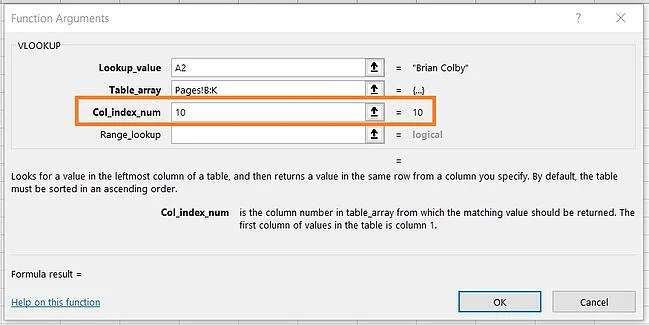 Function Arguments ? ×
VLOOKUP
Lookup_value A2 = "Brian Colby"
Table_array Pages!B:K = {...}
Col_index_num 10 = 10
Range_lookup = logical
=
Looks for a value in the leftmost column of a table, and then returns a value in the same row from a column you specify. By default, the table
must be sorted in an ascending order.
Col_index_num is the column number in table_array from which the matching value should be returned. The
first column of values in the table is column 1.
Formula result =
Help on this function OK Cancel